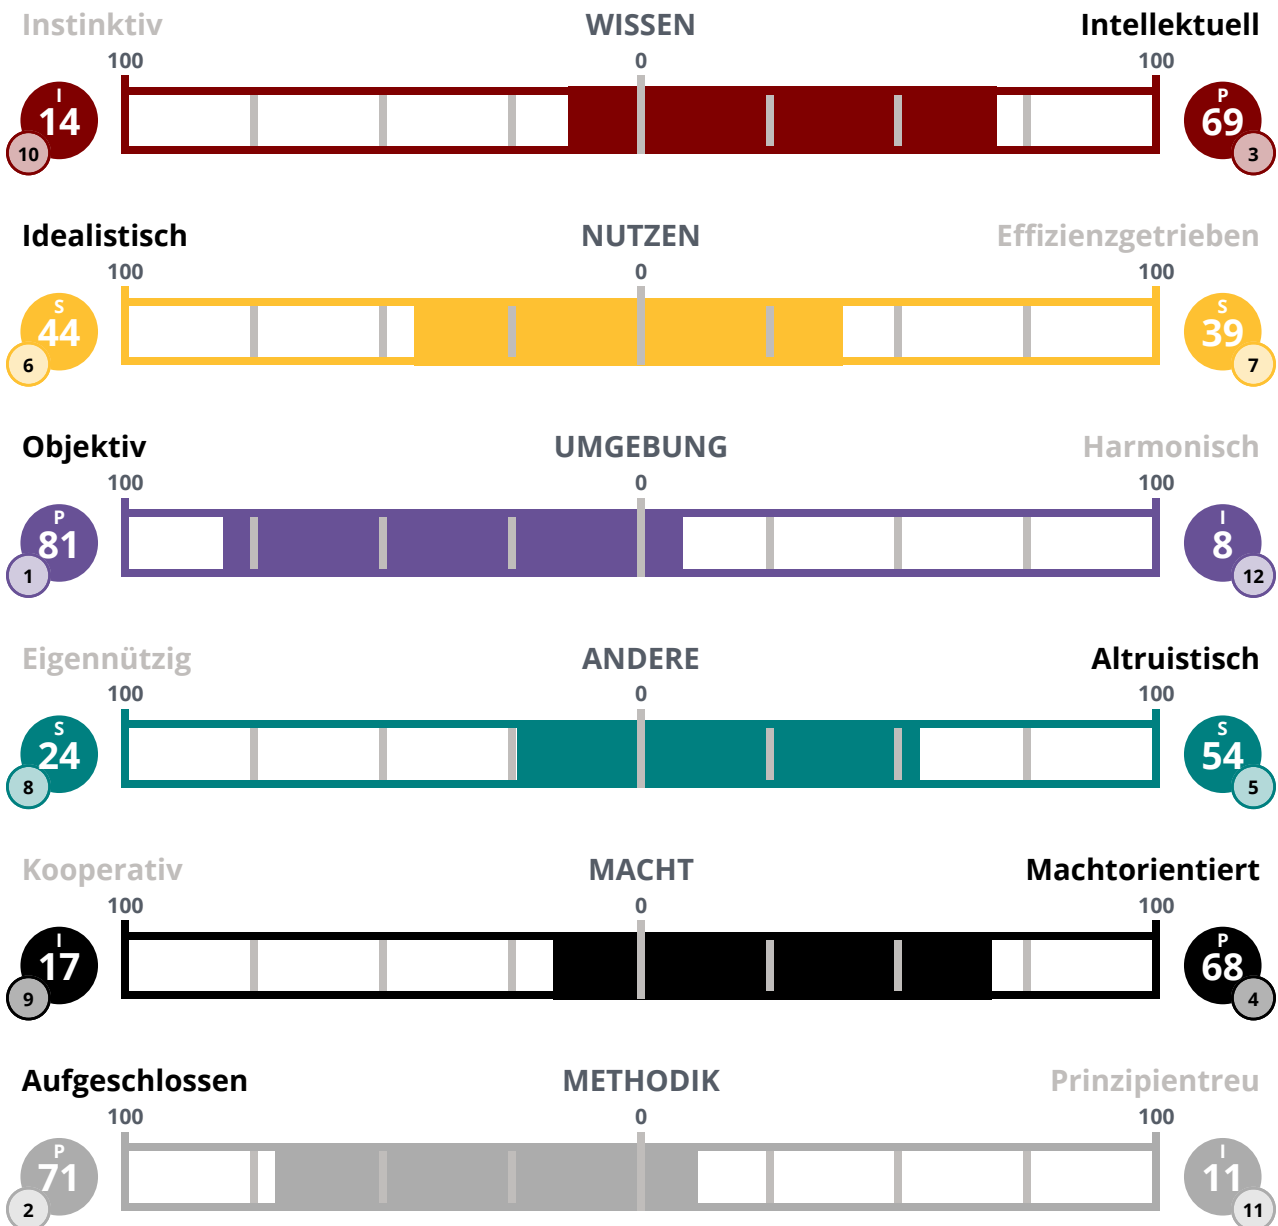 Instinktiv WISSEN Intellektuell
100 0 100
I P
14 69
10 3
Idealistisch NUTZEN Effizienzgetrieben
100 0 100
S S
44 39
6 7
Objektiv UMGEBUNG Harmonisch
100 0 100
P I
81 8
1 12
Eigennützig ANDERE Altruistisch
100 0 100
S S
24 54
8 5
Kooperativ MACHT Machtorientiert
100 0 100
I P
17 68
9 4
Aufgeschlossen METHODIK Prinzipientreu
100 0 100
P I
71 11
2 11